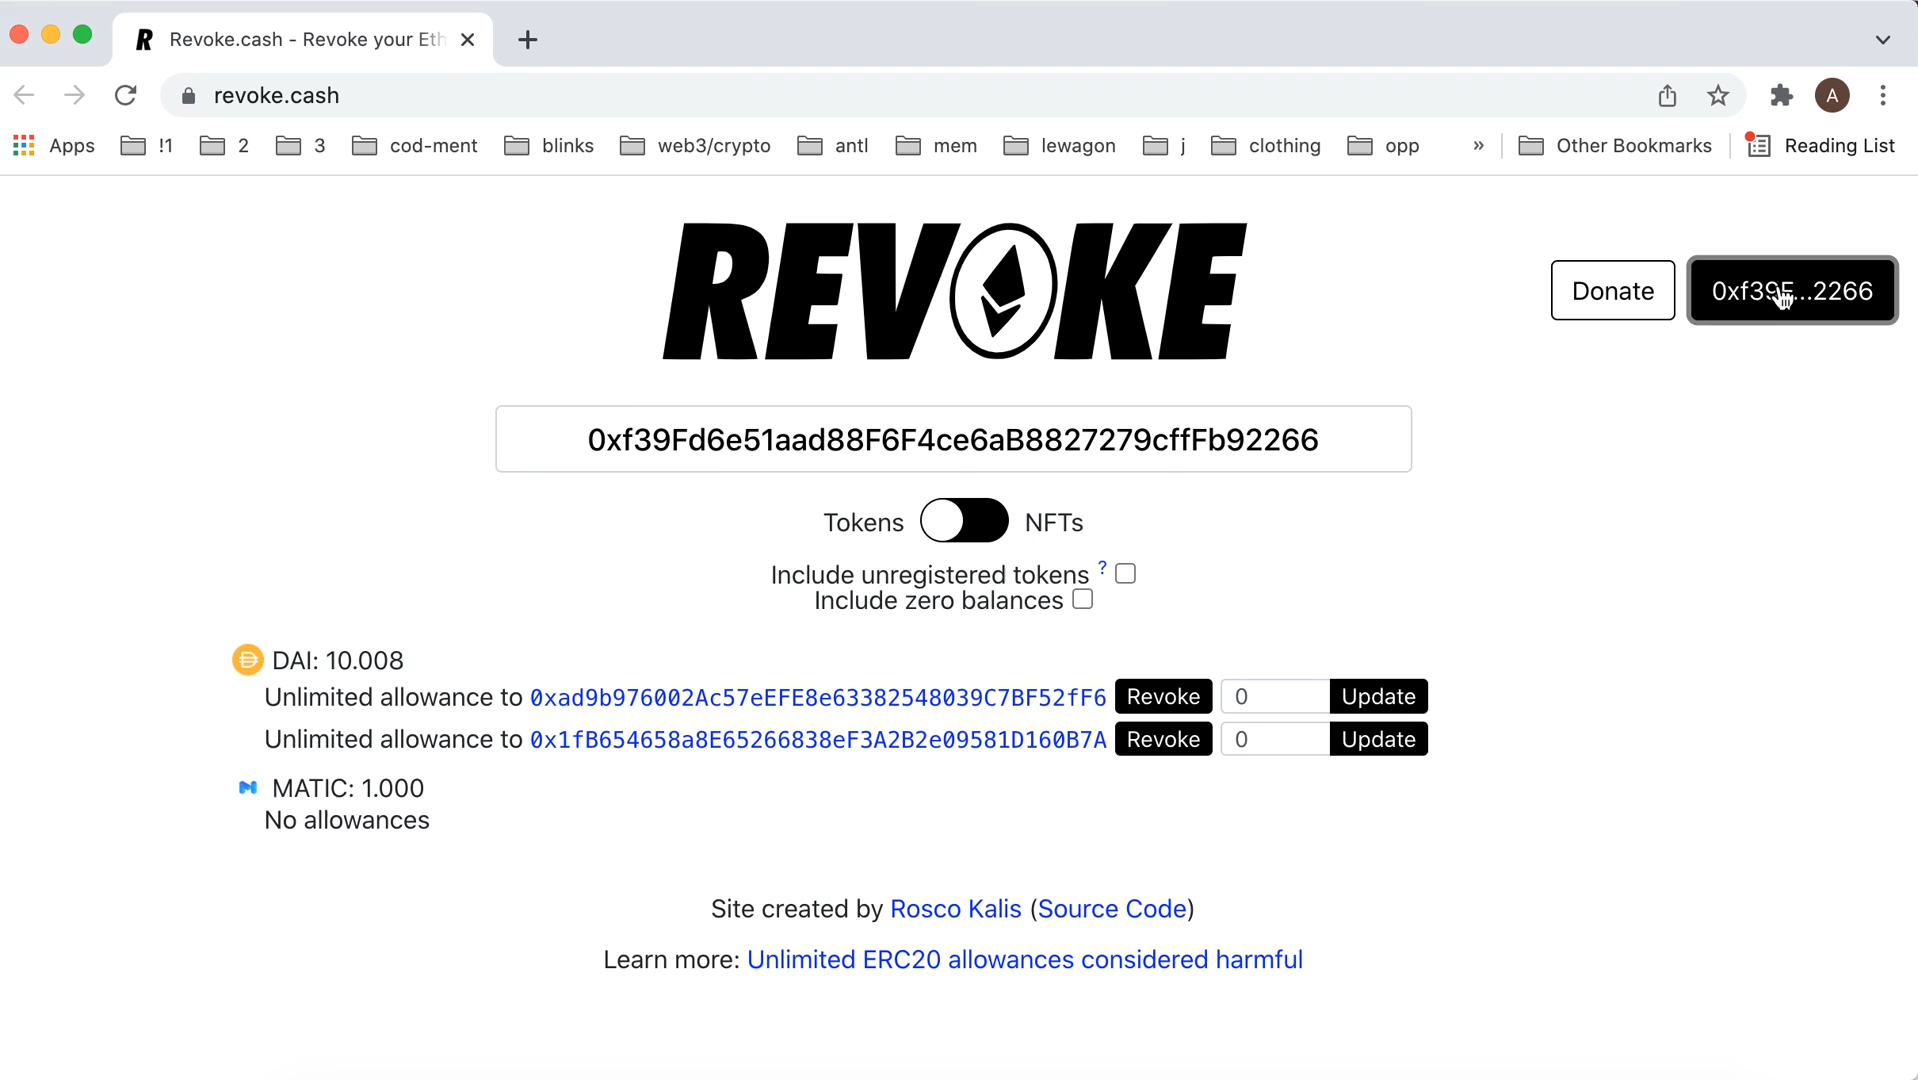 Revoke.cash - Revoke your Eth
revoke.cash
A
Apps !1 2 3 cod-ment blinks web3/crypto antl mem lewagon j clothing opp » Other Bookmarks Reading List
REVOKE
Donate 0xf39F...2266
0xf39Fd6e51aad88F6F4ce6aB8827279cffFb92266
Tokens NFTs
Include unregistered tokens ?
Include zero balances
DAI: 10.008
Unlimited allowance to 0xad9b976002Ac57eEFE8e63382548039C7BF52fF6 Revoke 0 Update
Unlimited allowance to 0x1fB654658a8E65266838eF3A2B2e09581D160B7A Revoke 0 Update
MATIC: 1.000
No allowances
Site created by Rosco Kalis (Source Code)
Learn more: Unlimited ERC20 allowances considered harmful